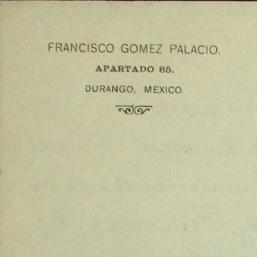 FRANCISCO GOMEZ PALACIO.
APARTADO 85.
DURANGO, MEXICO.